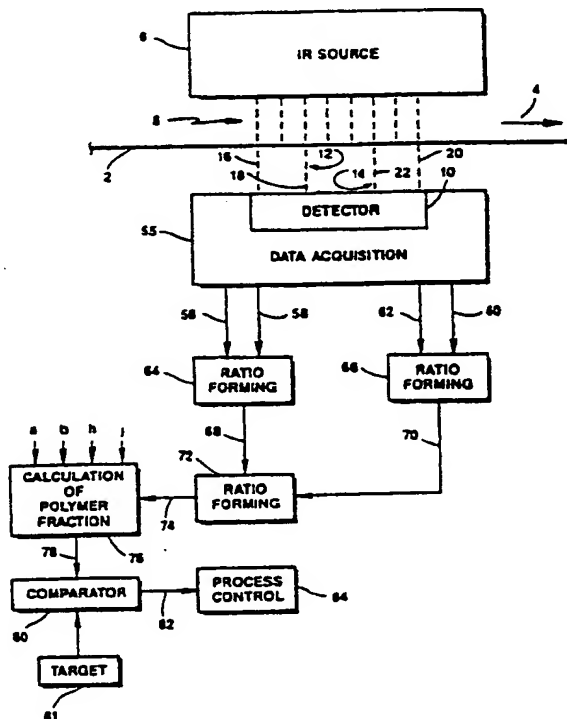 6
IR SOURCE
4
8
2
16
12
20
18
14
22
10
DETECTOR
55
DATA ACQUISITION
56
58
62
60
64
RATIO
FORMING
66
RATIO
FORMING
68
70
a b h j
72
CALCULATION
OF
POLYMER
FRACTION
RATIO
FORMING
74
78
76
COMPARATOR
PROCESS
CONTROL
84
80
82
TARGET
81